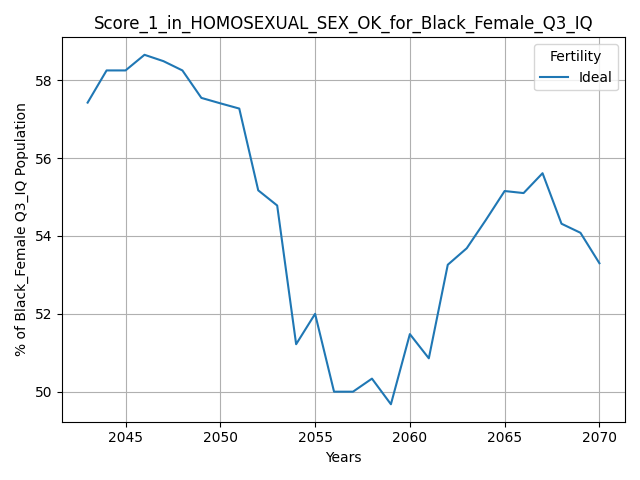 Score_1_in_HOMOSEXUAL_SEX_OK_for_Black_Female_Q3_IQ
Fertility
Ideal
% of Black_Female Q3_IQ Population
58
56
54
52
50
2045 2050 2055 2060 2065 2070
Years